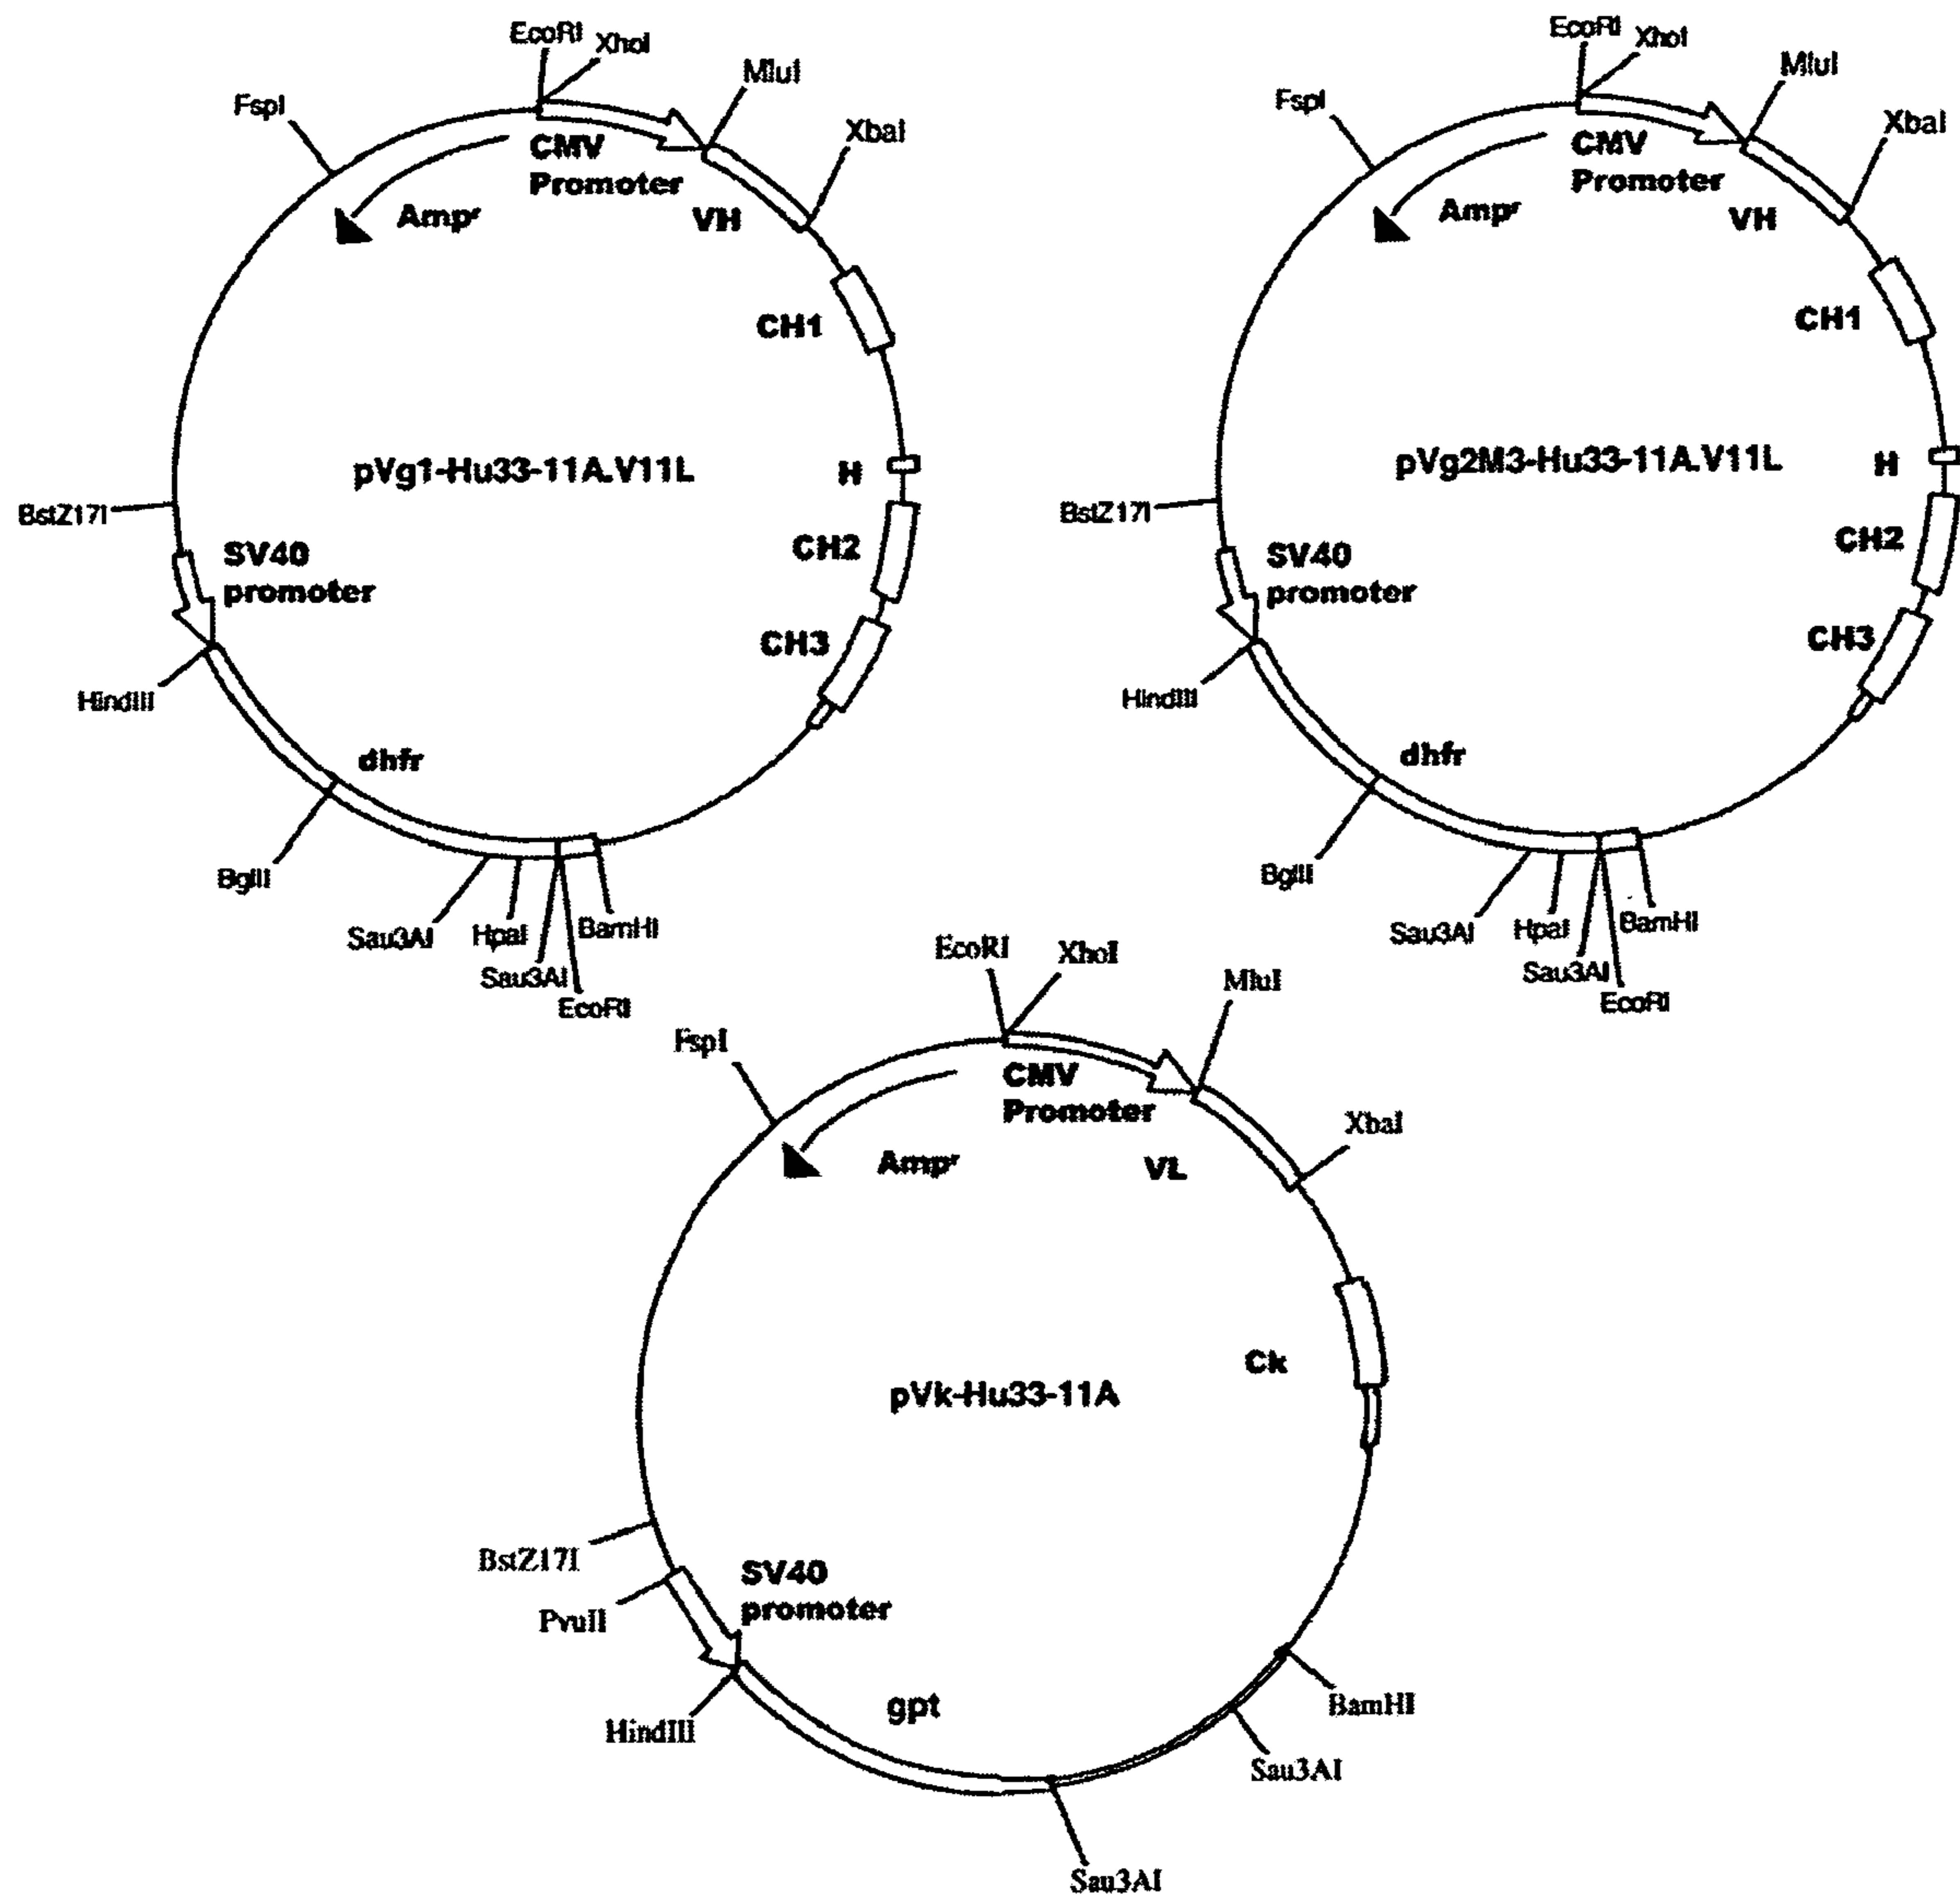 EcoRI
XhoI
MluI
FspI
XbaI
CMV
Promoter
Ampʳ
VH
CH1
pVg1-Hu33-11A.V11L
H
BstZ17I
SV40
promoter
CH2
CH3
HindIII
dhfr
BglII
Sau3AI
HpaI
BamHI
Sau3AI
EcoRI
EcoRI
XhoI
MluI
FspI
XbaI
CMV
Promoter
Ampʳ
VH
CH1
pVg2M3-Hu33-11A.V11L
H
BstZ17I
SV40
promoter
CH2
CH3
HindIII
dhfr
BglII
Sau3AI
HpaI
BamHI
Sau3AI
EcoRI
EcoRI
XhoI
MluI
FspI
CMV
Promoter
XbaI
Ampʳ
VL
Ck
pVk-Hu33-11A
BstZ17I
SV40
promoter
PvuII
gpt
HindIII
BamHI
Sau3AI
Sau3AI